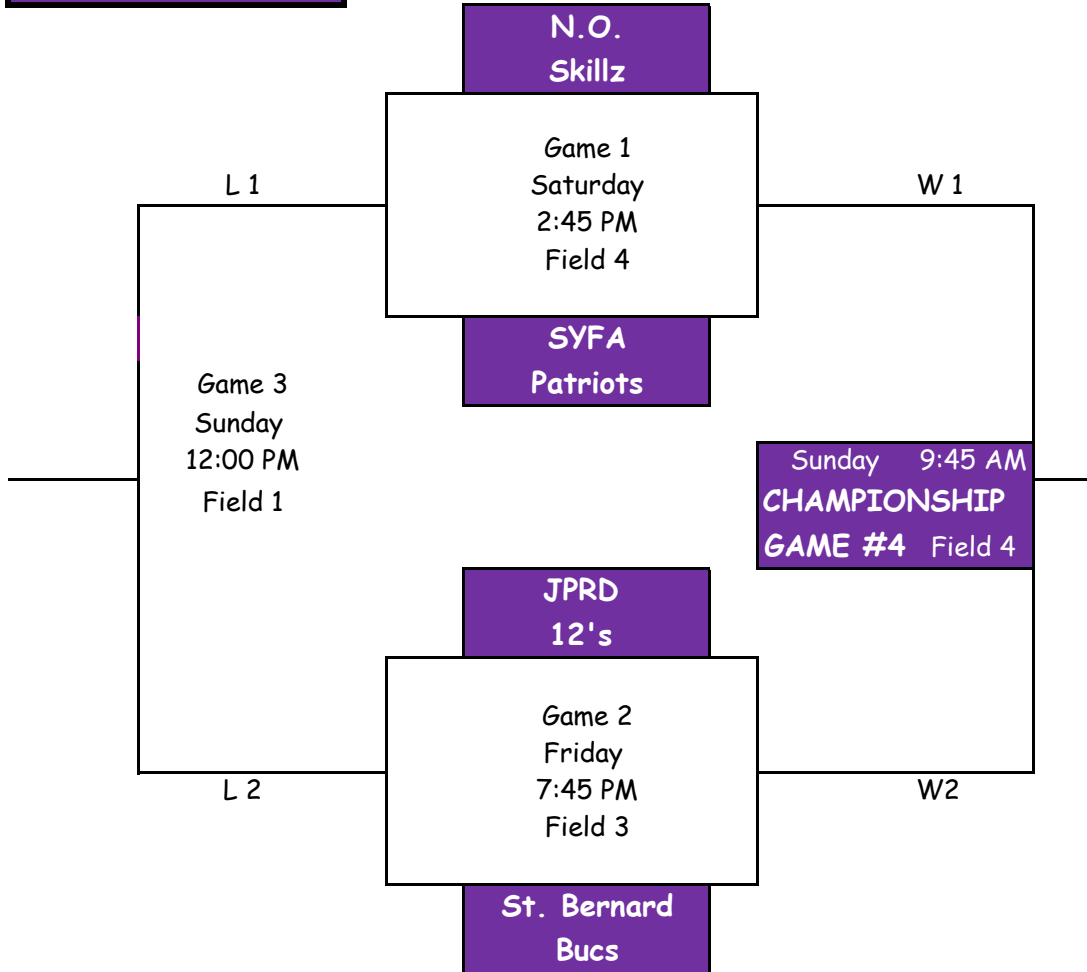 N.O.
Skillz
Game 1
Saturday
2:45 PM
Field 4
L 1
W 1
SYFA
Patriots
Game 3
Sunday
12:00 PM
Field 1
Sunday 9:45 AM
CHAMPIONSHIP
GAME #4 Field 4
JPRD
12's
Game 2
Friday
7:45 PM
Field 3
L 2
W2
St. Bernard
Bucs